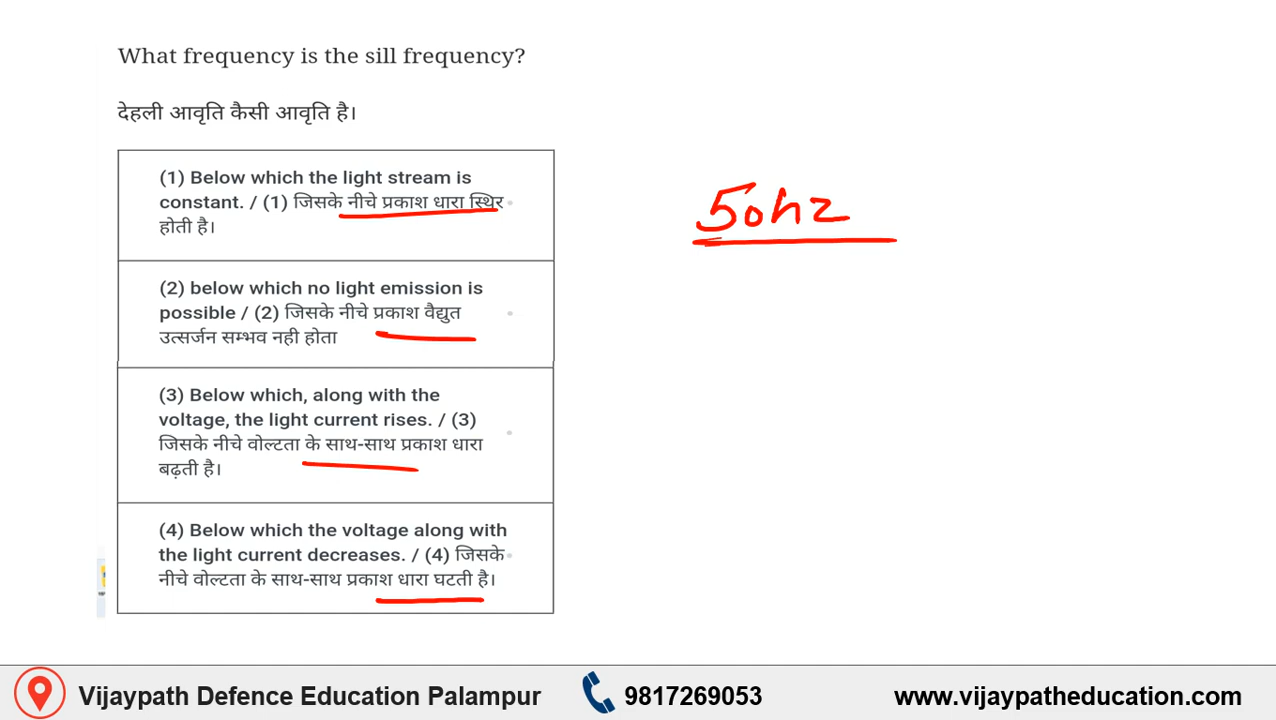 What frequency is the sill frequency?
देहली आवृति कैसी आवृति है।
(1) Below which the light stream is
constant. / (1) जिसके नीचे प्रकाश धारा स्थिर
होती है।
50hz
(2) below which no light emission is
possible / (2) जिसके नीचे प्रकाश वैद्युत
उत्सर्जन सम्भव नही होता
(3) Below which, along with the
voltage, the light current rises. / (3)
जिसके नीचे वोल्टता के साथ-साथ प्रकाश धारा
बढ़ती है।
(4) Below which the voltage along with
the light current decreases. / (4) जिसके
नीचे वोल्टता के साथ-साथ प्रकाश धारा घटती है।
Vijaypath Defence Education Palampur
9817269053
www.vijaypatheducation.com